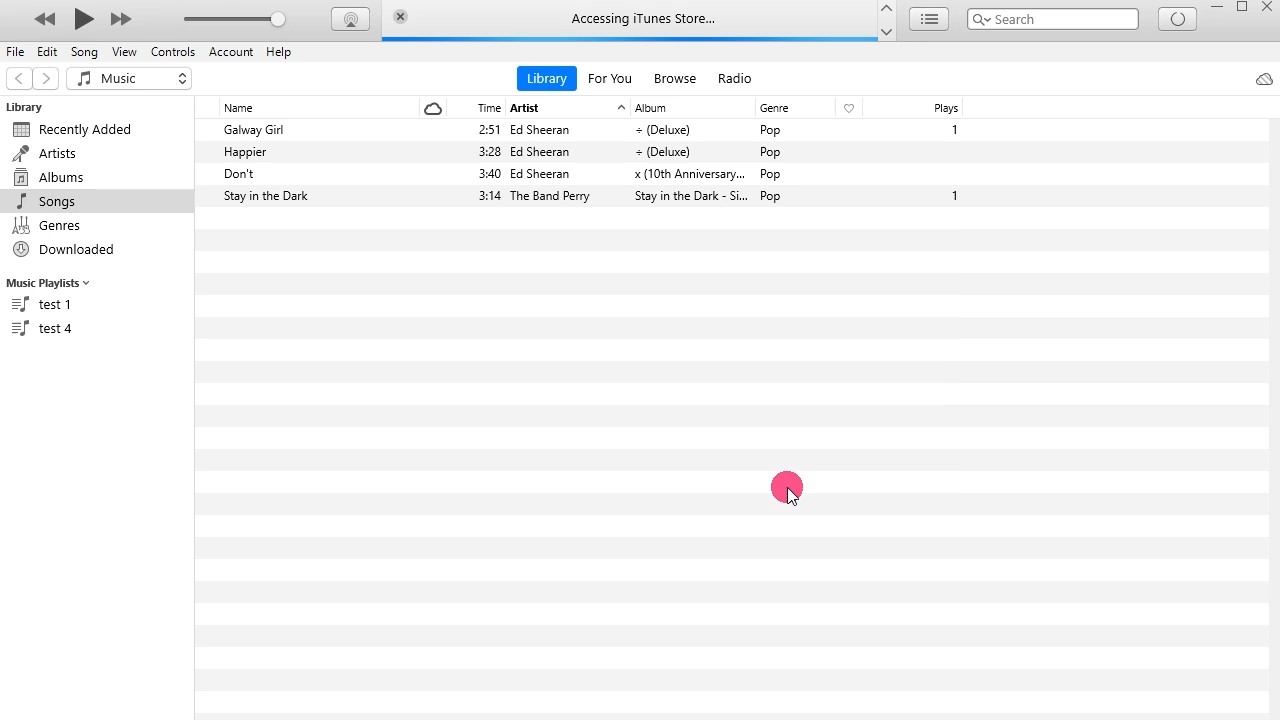 Accessing iTunes Store...
Search
File Edit Song View Controls Account Help
Music
Library For You Browse Radio
Library
Recently Added
Artists
Albums
Songs
Genres
Downloaded
Music Playlists
test 1
test 4
Name Time Artist Album Genre Plays
Galway Girl 2:51 Ed Sheeran ÷ (Deluxe) Pop 1
Happier 3:28 Ed Sheeran ÷ (Deluxe) Pop
Don't 3:40 Ed Sheeran x (10th Anniversary... Pop
Stay in the Dark 3:14 The Band Perry Stay in the Dark - Si... Pop 1